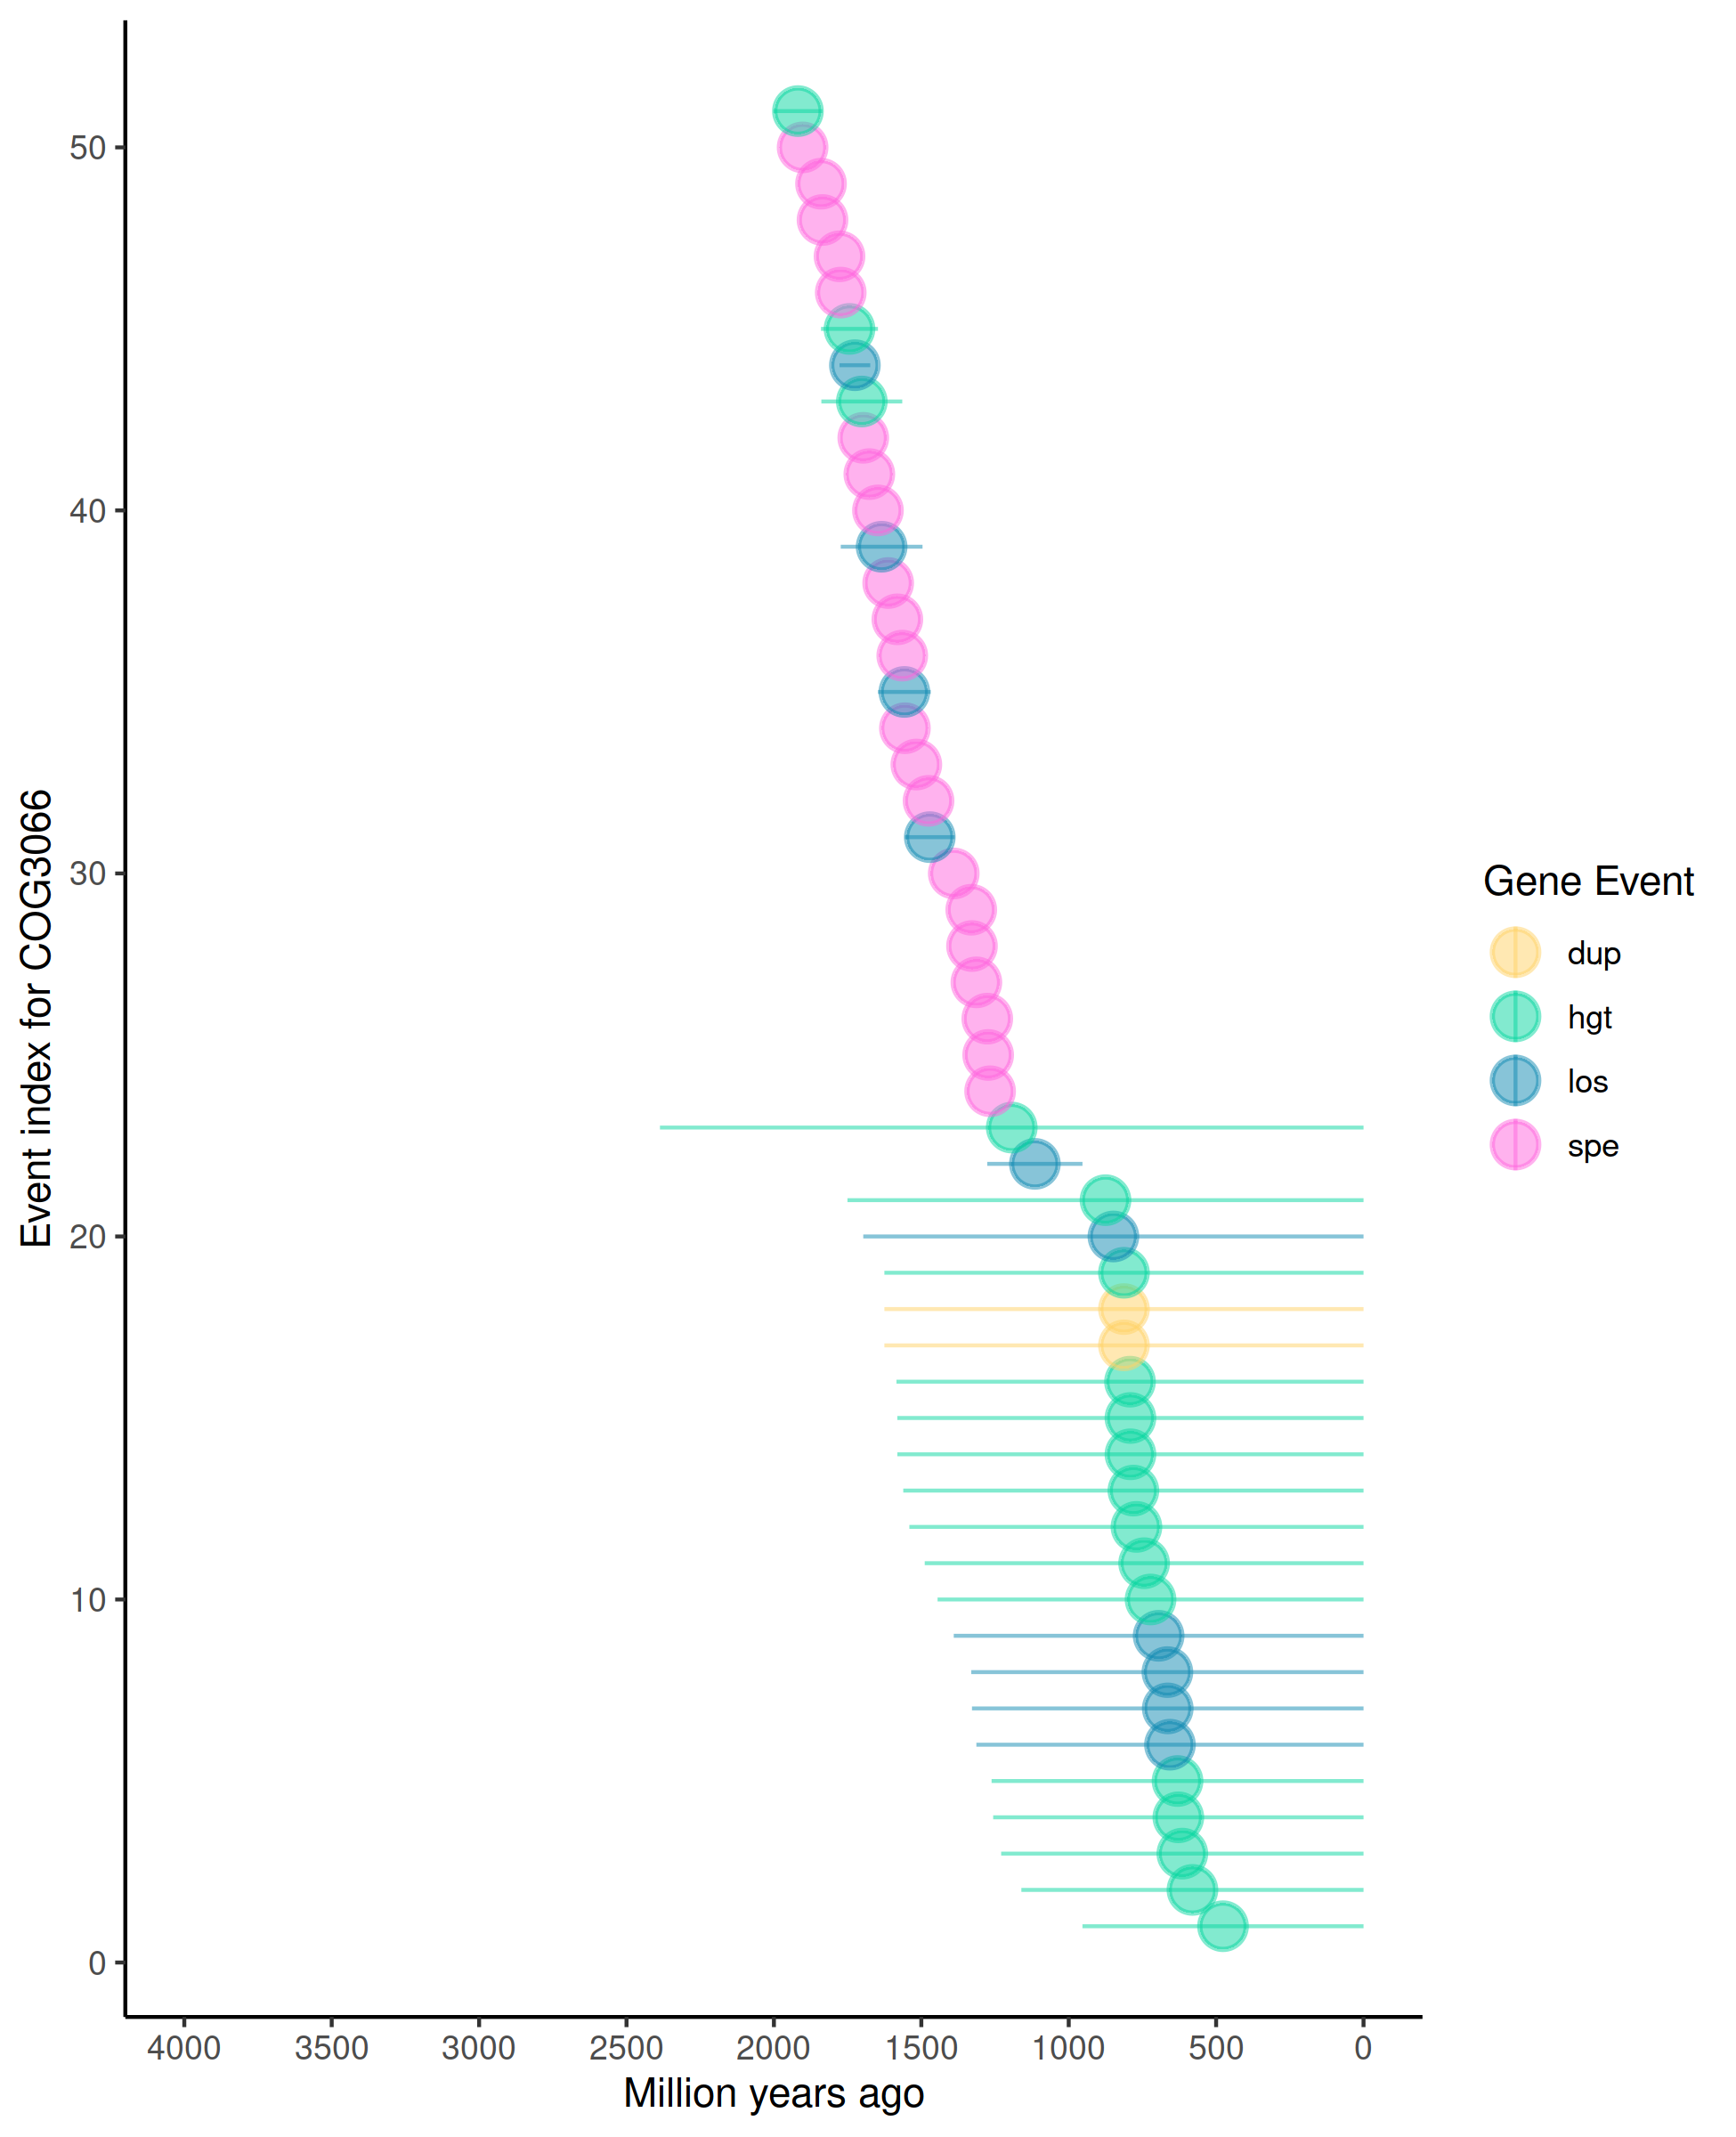 Event index for COG3066
50
40
30
20
10
0
4000 3500 3000 2500 2000 1500 1000 500 0
Million years ago
Gene Event
dup
hgt
los
spe